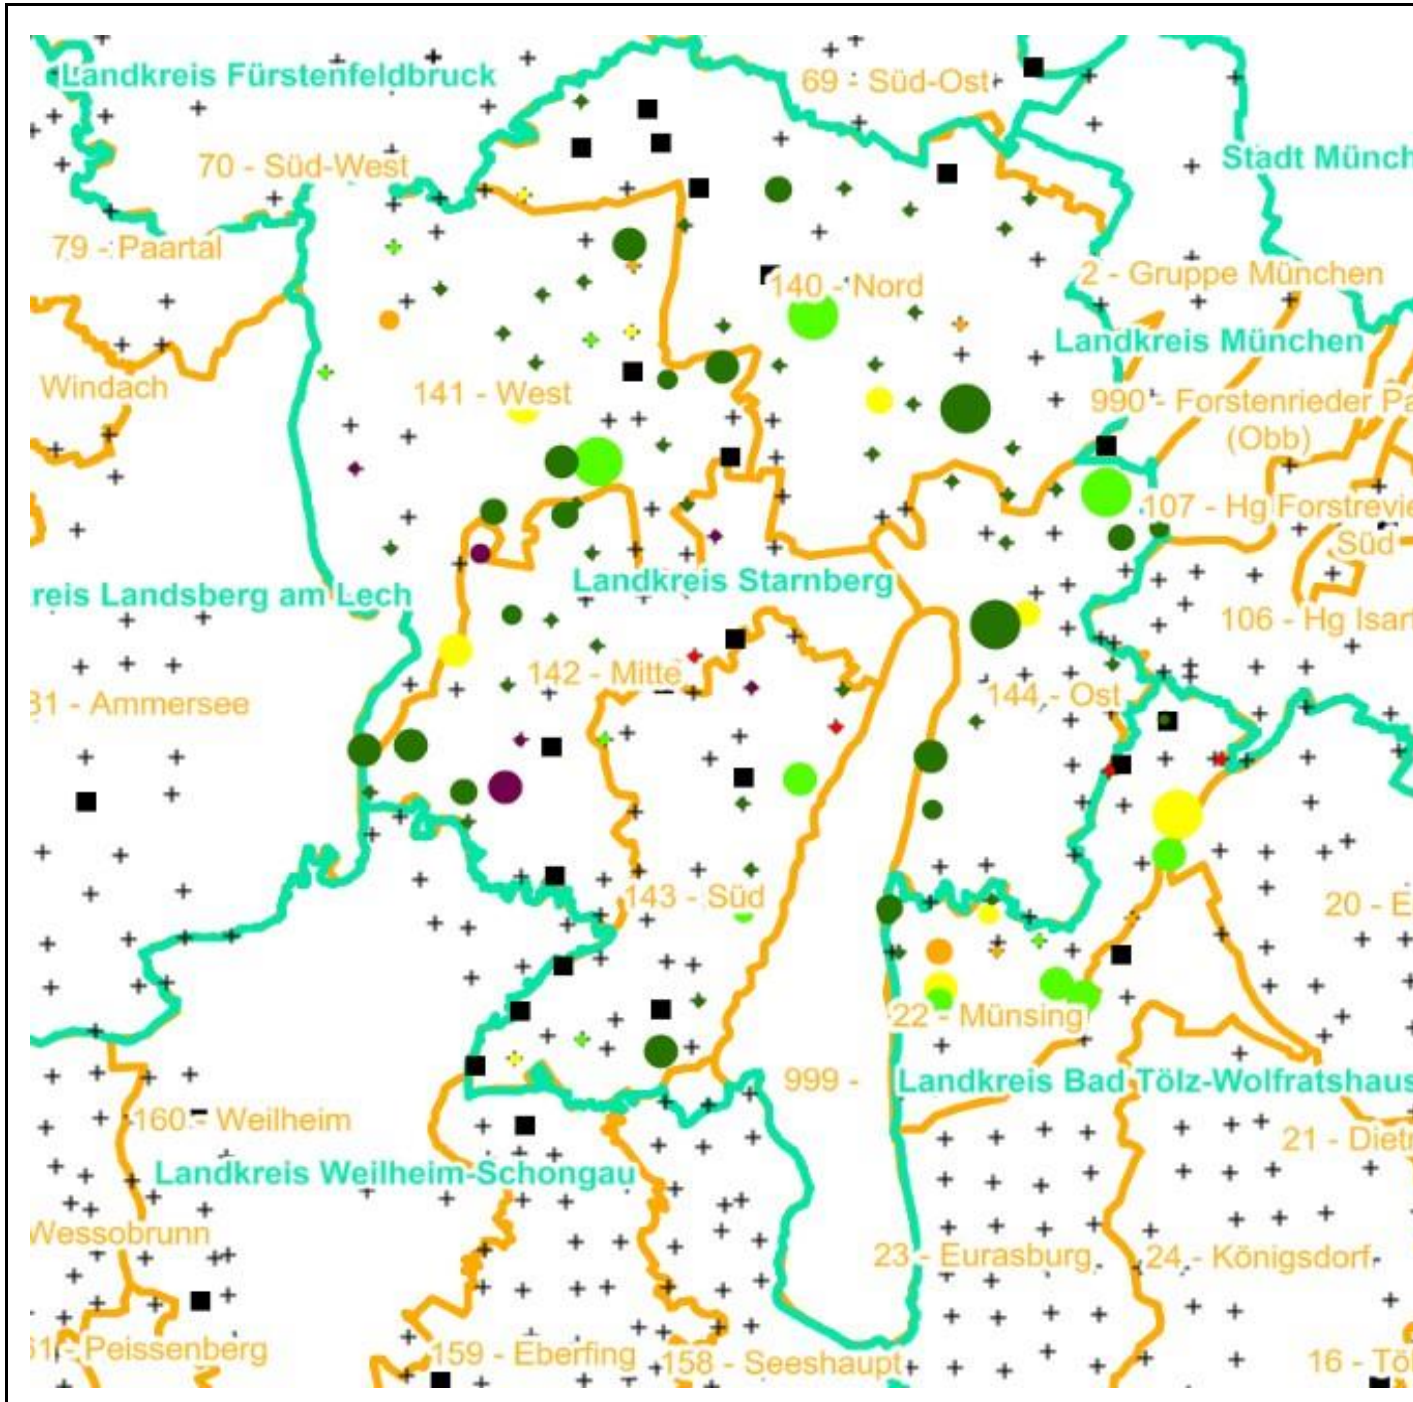 Landkreis Fürstenfeldbruck
69 - Süd-Ost
70 - Süd-West
Stadt Münch
79 - Paartal
140 - Nord
2 - Gruppe München
Landkreis München
Windach
141 - West
990 - Forstenrieder Pa
(Obb)
107 - Hg Forstrevie
Süd
reis Landsberg am Lech
Landkreis Starnberg
106 - Hg Isar
142 - Mitte
144 - Ost
31 - Ammersee
143 - Süd
20 - E
22 - Münsing
999 -
Landkreis Bad Tölz-Wolfratshaus
160 - Weilheim
21 - Diet
Landkreis Weilheim-Schongau
Wessobrunn
23 - Eurasburg
24 - Königsdorf
61 - Peissenberg
159 - Eberfing
158 - Seeshaupt
16 - Töl